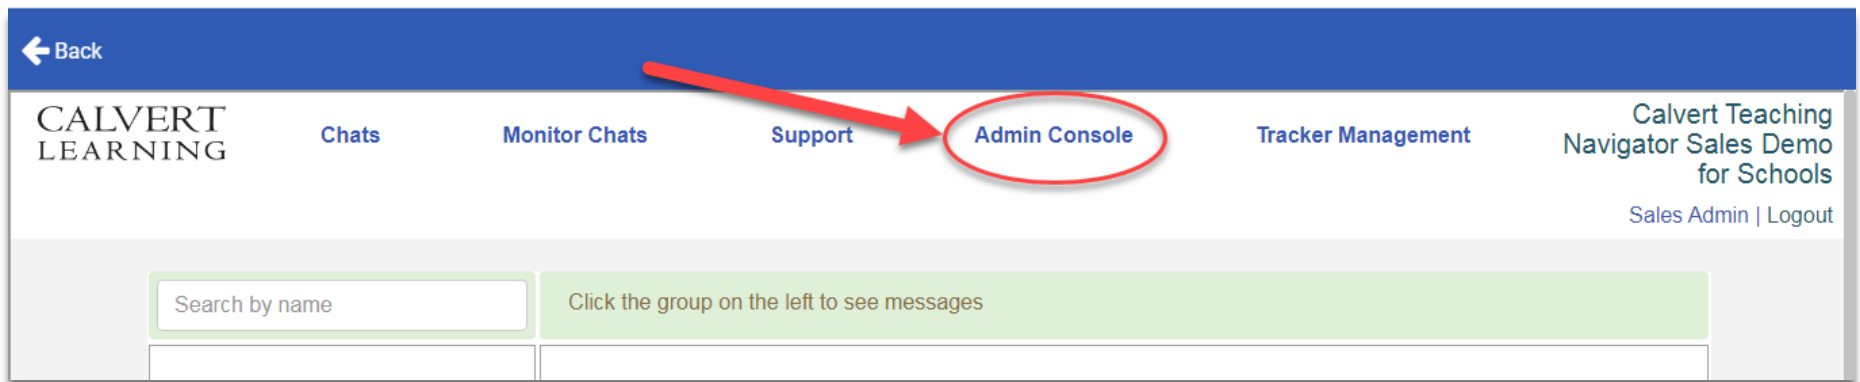 Back
CALVERT
LEARNING
Chats
Monitor Chats
Support
Admin Console
Tracker Management
Calvert Teaching
Navigator Sales Demo
for Schools
Sales Admin | Logout
Search by name
Click the group on the left to see messages